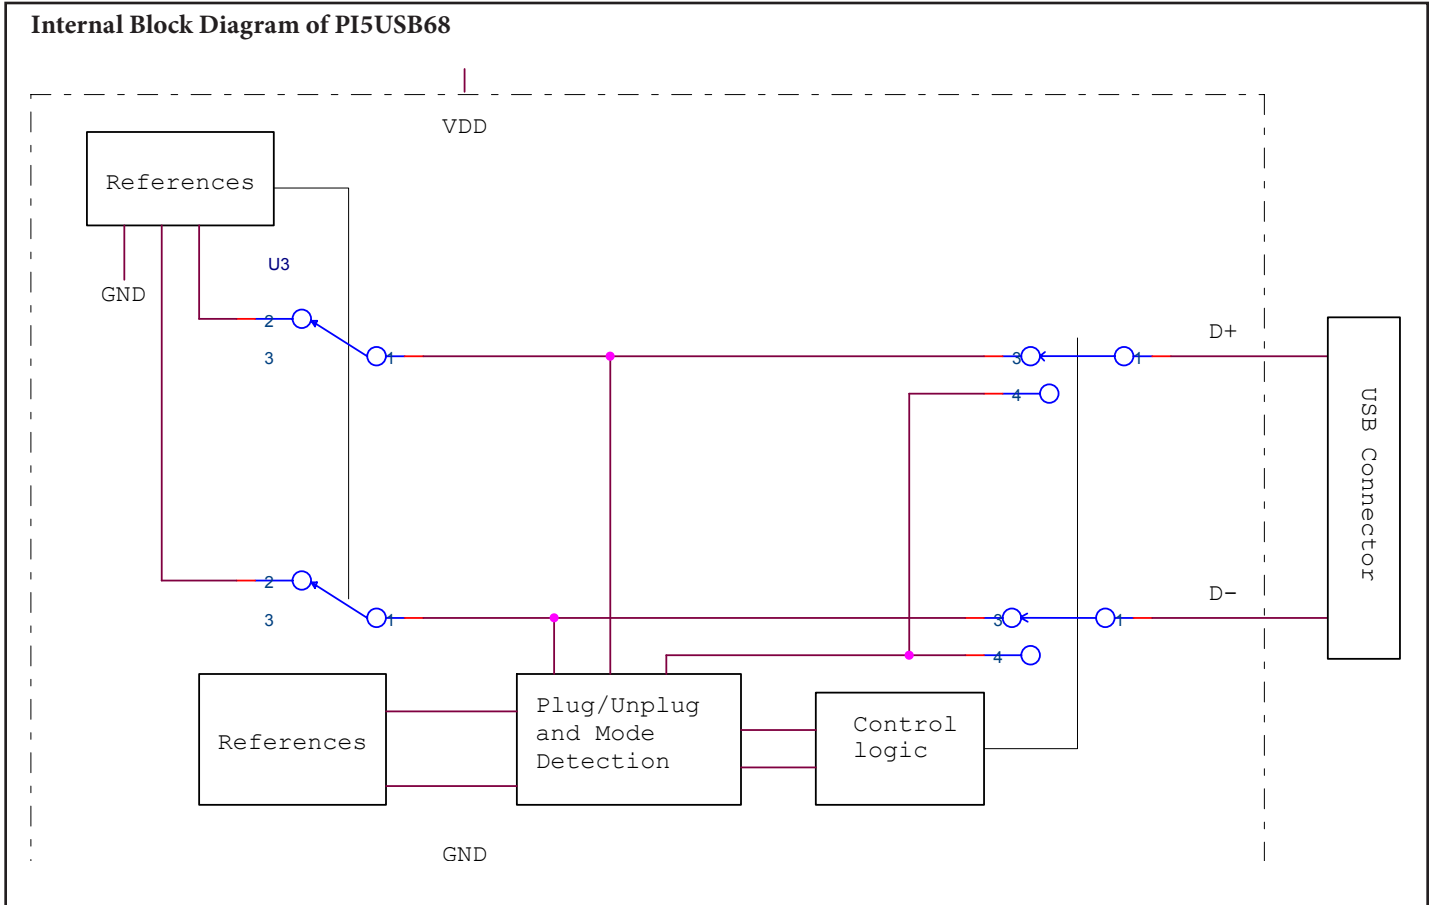 Internal Block Diagram of PI5USB68
VDD
References
U3
GND
2
3
1
D+
3
1
4
USB Connector
2
3
1
D-
3
1
4
References
Plug/Unplug
and Mode
Detection
Control
logic
GND